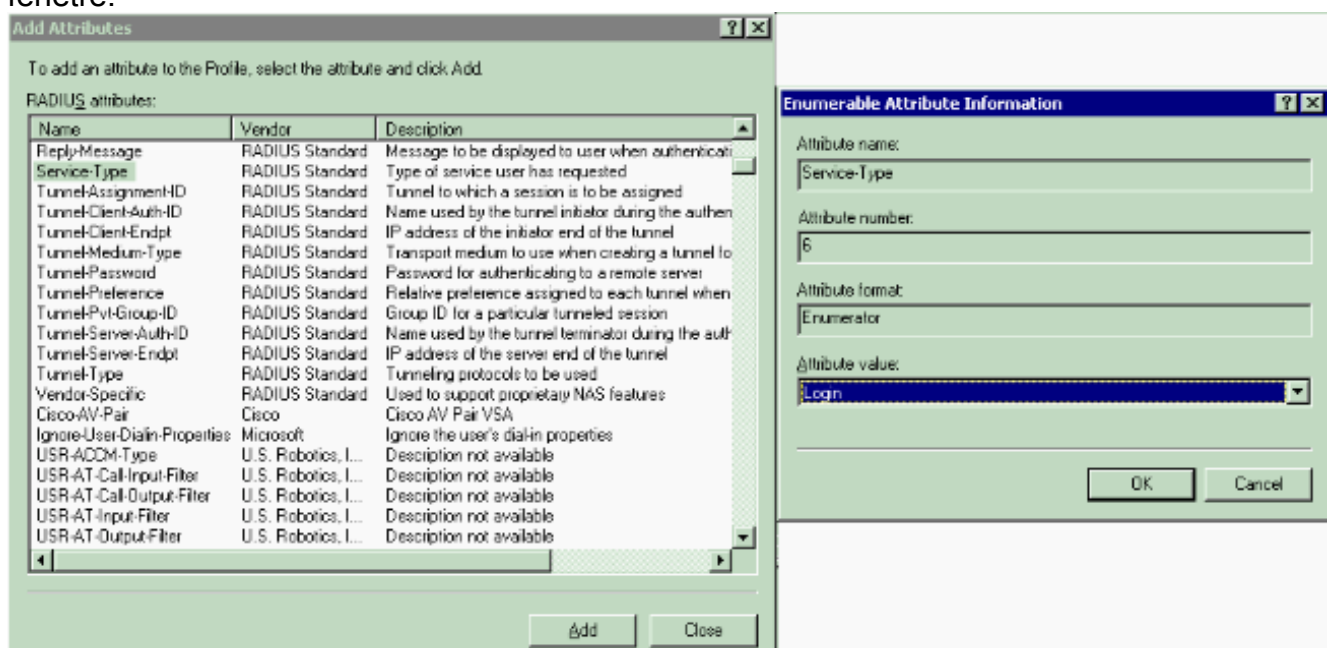 fenêtre.
Add Attributes
To add an attribute to the Profile, select the attribute and click Add.
RADIUS attributes:
Name Vendor Description
Reply-Message RADIUS Standard Message to be displayed to user when authenticati
Service-Type RADIUS Standard Type of service user has requested
Tunnel-Assignment-ID RADIUS Standard Tunnel to which a session is to be assigned
Tunnel-Client-Auth-ID RADIUS Standard Name used by the tunnel initiator during the authen
Tunnel-Client-Endpt RADIUS Standard IP address of the initiator end of the tunnel
Tunnel-Medium-Type RADIUS Standard Transport medium to use when creating a tunnel fo
Tunnel-Password RADIUS Standard Password for authenticating to a remote server
Tunnel-Preference RADIUS Standard Relative preference assigned to each tunnel when
Tunnel-Pvt-Group-ID RADIUS Standard Group ID for a particular tunneled session
Tunnel-Server-Auth-ID RADIUS Standard Name used by the tunnel terminator during the auth
Tunnel-Server-Endpt RADIUS Standard IP address of the server end of the tunnel
Tunnel-Type RADIUS Standard Tunneling protocols to be used
Vendor-Specific RADIUS Standard Used to support proprietary NAS features
Cisco-AV-Pair Cisco Cisco AV Pair VSA
Ignore-User-Dialin-Properties Microsoft Ignore the user's dial-in properties
USR-ACCM-Type U.S. Robotics, I... Description not available
USR-AT-Call-Input-Filter U.S. Robotics, I... Description not available
USR-AT-Call-Output-Filter U.S. Robotics, I... Description not available
USR-AT-Input-Filter U.S. Robotics, I... Description not available
USR-AT-Output-Filter U.S. Robotics, I... Description not available
Add Close
Enumerable Attribute Information
Attribute name:
Service-Type
Attribute number:
6
Attribute format:
Enumerator
Attribute value:
Login
OK Cancel